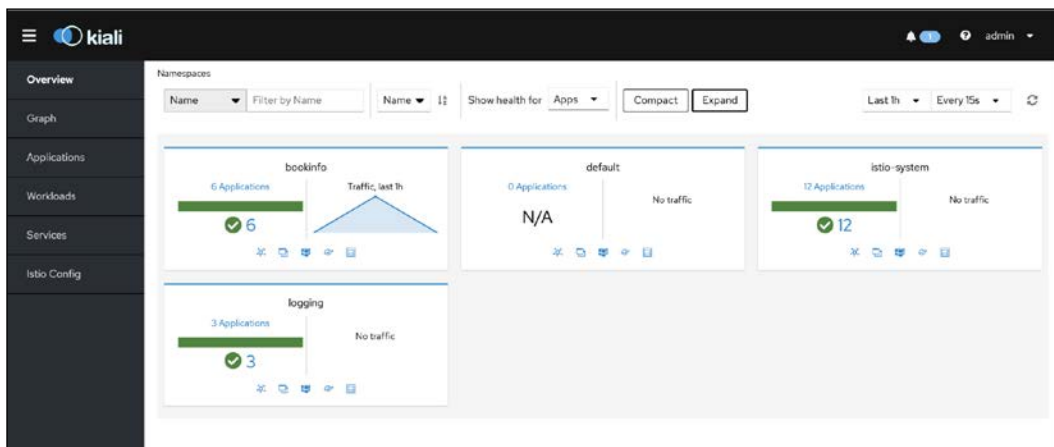 kiali
1
admin
Overview
Graph
Applications
Workloads
Services
Istio Config
Namespaces
Name Filter by Name Name Show health for Apps Compact Expand Last 1h Every 15s
bookinfo
6 Applications
6
Traffic, last 1h
default
0 Applications
N/A
No traffic
istio-system
12 Applications
12
No traffic
logging
3 Applications
3
No traffic